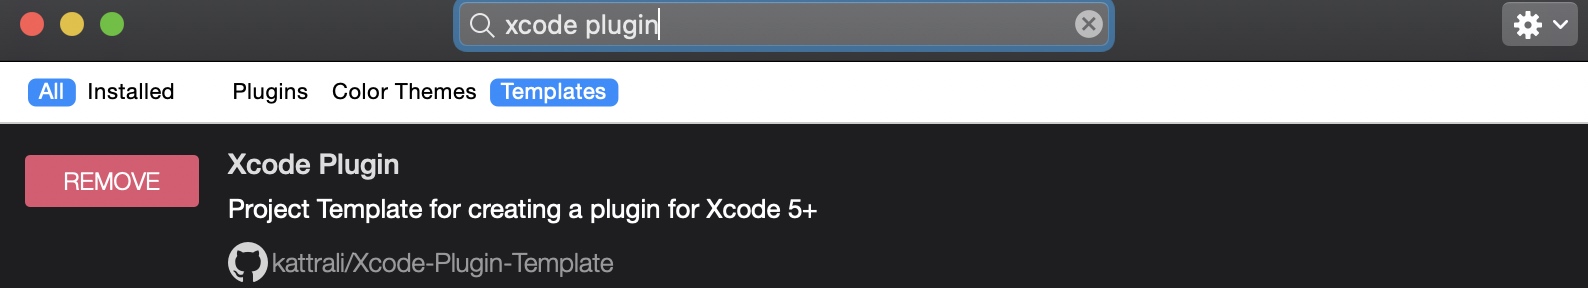 xcode plugin
All Installed Plugins Color Themes Templates
REMOVE
Xcode Plugin
Project Template for creating a plugin for Xcode 5+
kattrali/Xcode-Plugin-Template